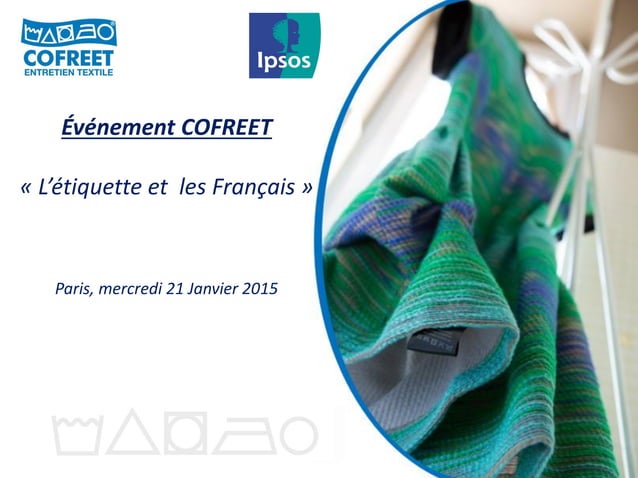 COFREET
ENTRETIEN TEXTILE
Ipsos
Événement COFREET
« L’étiquette et les Français »
Paris, mercredi 21 Janvier 2015